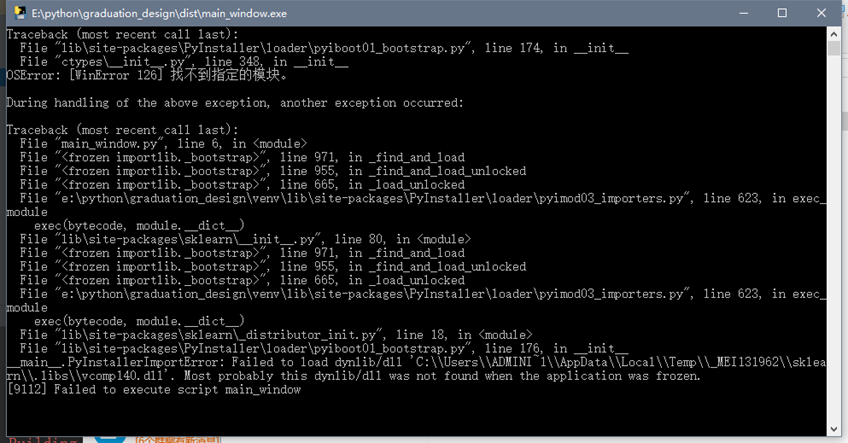 E:\python\graduation_design\dist\main_window.exe
Traceback (most recent call last):
File "lib\site-packages\PyInstaller\loader\pyiboot01_bootstrap.py", line 174, in __init__
File "ctypes\__init__.py", line 348, in __init__
OSError: [WinError 126] 找不到指定的模块。
During handling of the above exception, another exception occurred:
Traceback (most recent call last):
File "main_window.py", line 6, in <module>
File "<frozen importlib._bootstrap>", line 971, in _find_and_load
File "<frozen importlib._bootstrap>", line 955, in _find_and_load_unlocked
File "<frozen importlib._bootstrap>", line 665, in _load_unlocked
File "e:\python\graduation_design\venv\lib\site-packages\PyInstaller\loader\pyimod03_importers.py", line 623, in exec_
module
exec(bytecode, module.__dict__)
File "lib\site-packages\sklearn\__init__.py", line 80, in <module>
File "<frozen importlib._bootstrap>", line 971, in _find_and_load
File "<frozen importlib._bootstrap>", line 955, in _find_and_load_unlocked
File "<frozen importlib._bootstrap>", line 665, in _load_unlocked
File "e:\python\graduation_design\venv\lib\site-packages\PyInstaller\loader\pyimod03_importers.py", line 623, in exec_
module
exec(bytecode, module.__dict__)
File "lib\site-packages\sklearn\_distributor_init.py", line 18, in <module>
File "lib\site-packages\PyInstaller\loader\pyiboot01_bootstrap.py", line 176, in __init__
__main__.PyInstallerImportError: Failed to load dynlib/dll 'C:\\Users\\ADMINI~1\\AppData\\Local\\Temp\\_MEI131962\\sklea
rn\\.libs\\vcomp140.dll'. Most probably this dynlib/dll was not found when the application was frozen.
[9112] Failed to execute script main_window